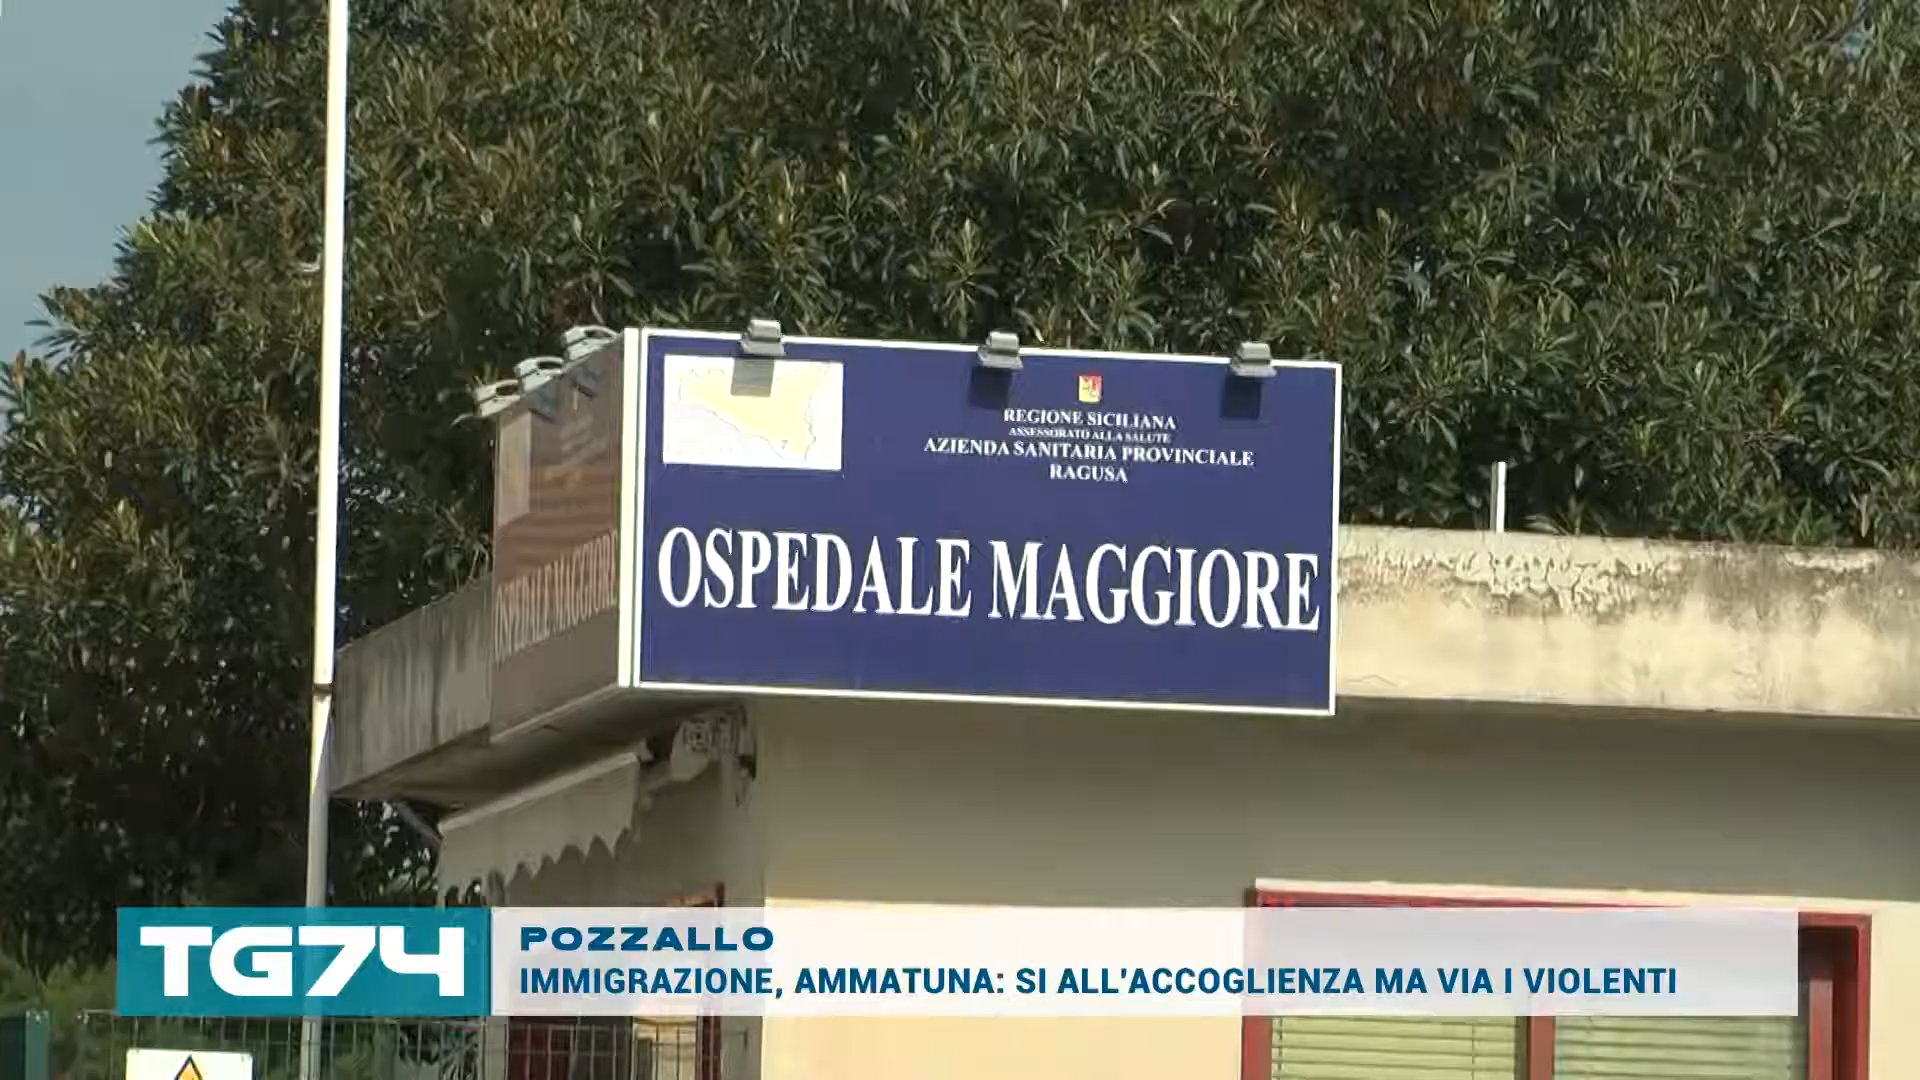 REGIONE SICILIANA
ASSESSORATO ALLA SALUTE
AZIENDA SANITARIA PROVINCIALE
RAGUSA
OSPEDALE MAGGIORE
OSPEDALE MAGGIORE
TG74
POZZALLO
IMMIGRAZIONE, AMMATUNA: SI ALL'ACCOGLIENZA MA VIA I VIOLENTI